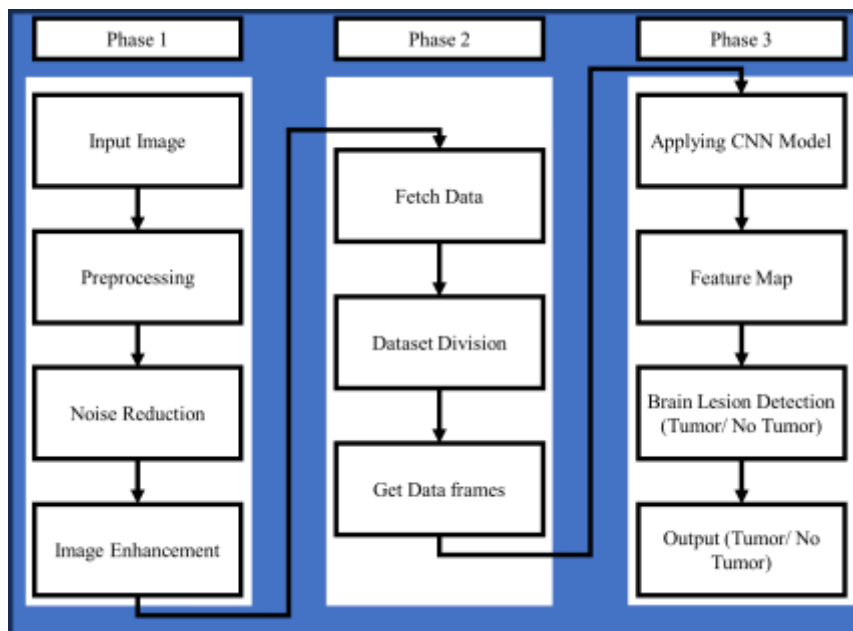 Phase 1
Input Image
Preprocessing
Noise Reduction
Image Enhancement
Phase 2
Fetch Data
Dataset Division
Get Data frames
Phase 3
Applying CNN Model
Feature Map
Brain Lesion Detection
(Tumor/ No Tumor)
Output (Tumor/ No
Tumor)